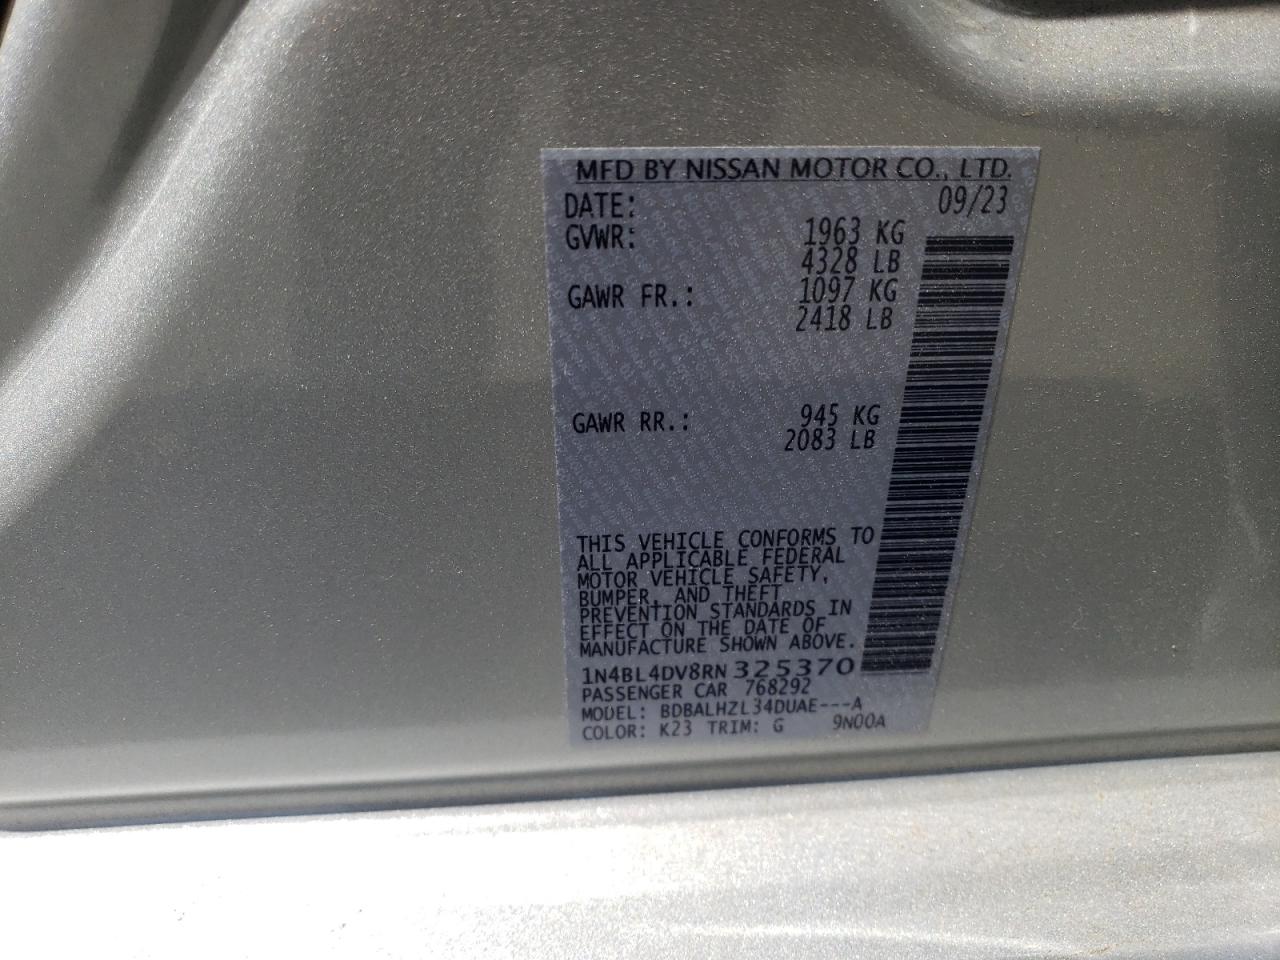 MFD BY NISSAN MOTOR CO., LTD.
DATE: 09/23
GVWR: 1963 KG
4328 LB
GAWR FR.: 1097 KG
2418 LB
GAWR RR.: 945 KG
2083 LB
THIS VEHICLE CONFORMS TO
ALL APPLICABLE FEDERAL
MOTOR VEHICLE SAFETY,
BUMPER, AND THEFT
PREVENTION STANDARDS IN
EFFECT ON THE DATE OF
MANUFACTURE SHOWN ABOVE.
1N4BL4DV8RN325370
PASSENGER CAR 768292
MODEL: BDBALHZL34DUAE---A
COLOR: K23 TRIM: G 9N00A